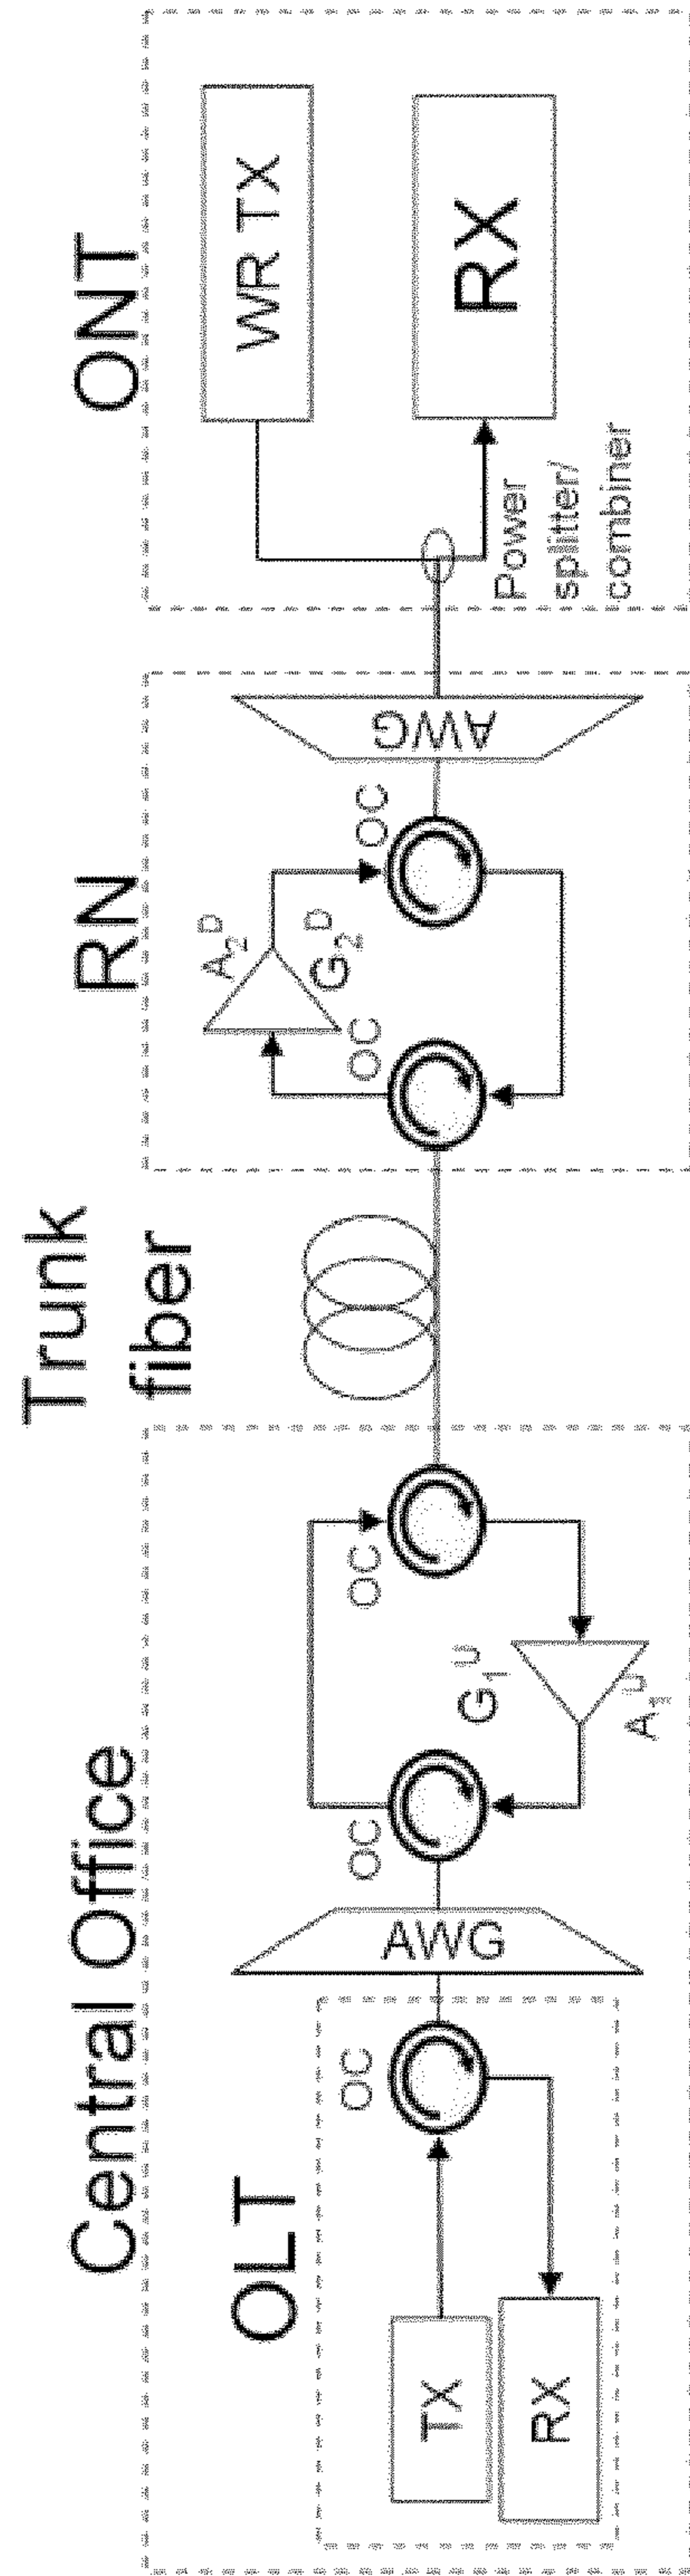 Central Office
Trunk
fiber
RN
ONT
OLT
TX
RX
OC
AWG
OC
OC
G₁ᵁ
A₁ᵁ
OC
OC
A₂ᴰ
G₂ᴰ
AWG
WR TX
RX
Power
splitter/
combiner